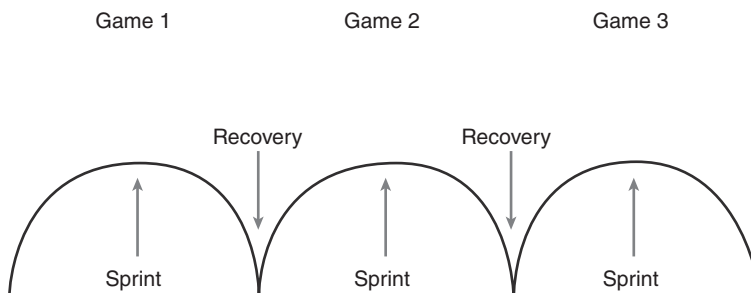 Game 1
Game 2
Game 3
Recovery
Recovery
Sprint
Sprint
Sprint